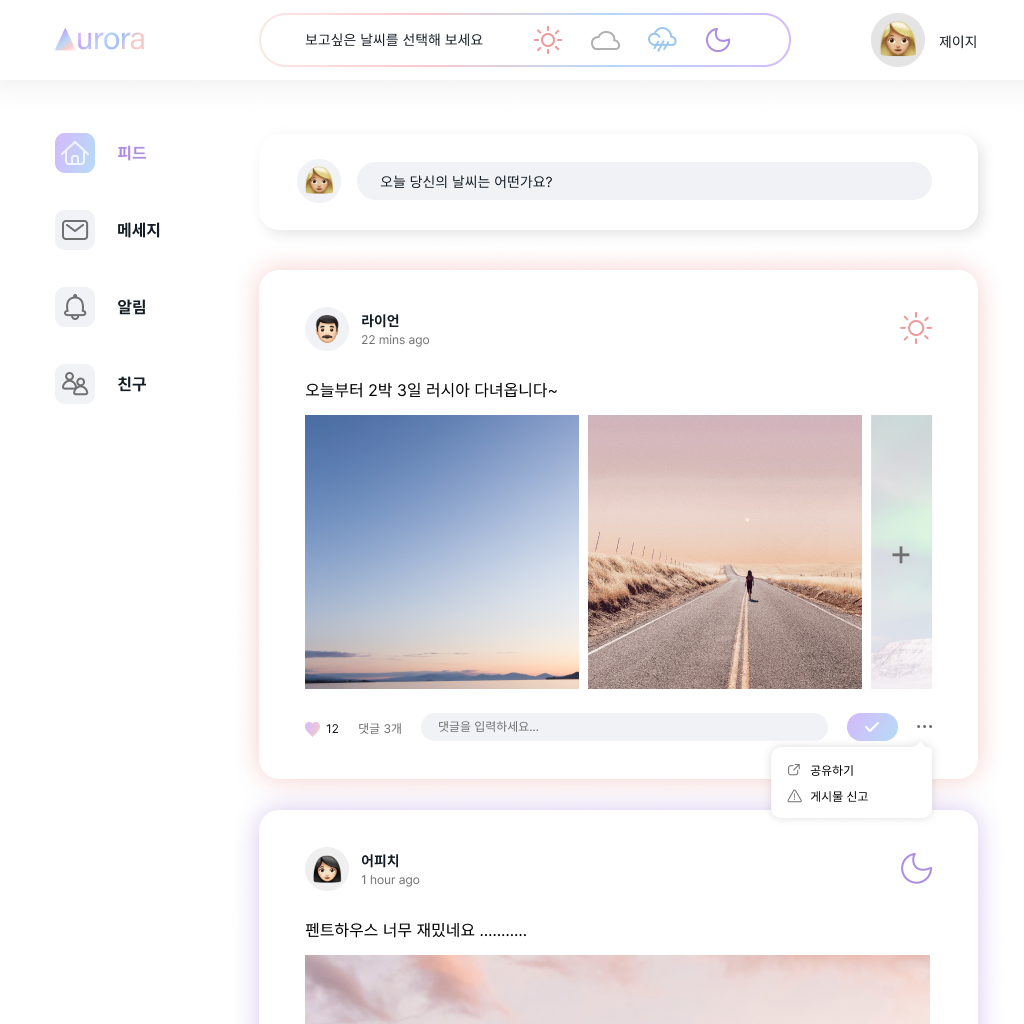 Aurora
보고싶은 날씨를 선택해 보세요
제이지
피드
메세지
알림
친구
오늘 당신의 날씨는 어떤가요?
라이언
22 mins ago
오늘부터 2박 3일 러시아 다녀옵니다~
12
댓글 3개
댓글을 입력하세요...
공유하기
게시물 신고
어피치
1 hour ago
펜트하우스 너무 재밌네요 ...........